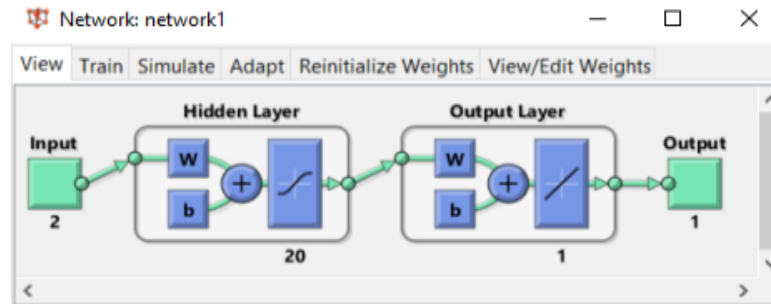 Network: network1
View Train Simulate Adapt Reinitialize Weights View/Edit Weights
Hidden Layer Output Layer
Input Output
W W
b b
2 1
20 1